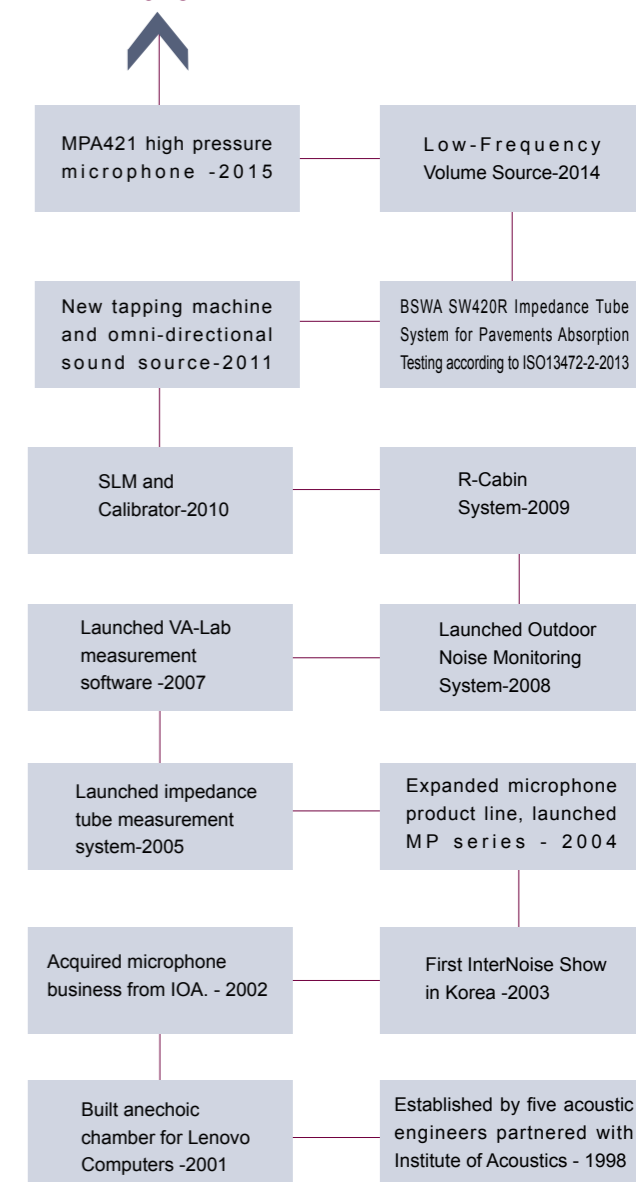 MPA421 high pressure
microphone -2015
Low-Frequency
Volume Source-2014
New tapping machine
and omni-directional
sound source-2011
BSWA SW420R Impedance Tube
System for Pavements Absorption
Testing according to ISO13472-2-2013
SLM and
Calibrator-2010
R-Cabin
System-2009
Launched VA-Lab
measurement
software -2007
Launched Outdoor
Noise Monitoring
System-2008
Launched impedance
tube measurement
system-2005
Expanded microphone
product line, launched
MP series - 2004
Acquired microphone
business from IOA. - 2002
First InterNoise Show
in Korea -2003
Built anechoic
chamber for Lenovo
Computers -2001
Established by five acoustic
engineers partnered with
Institute of Acoustics - 1998